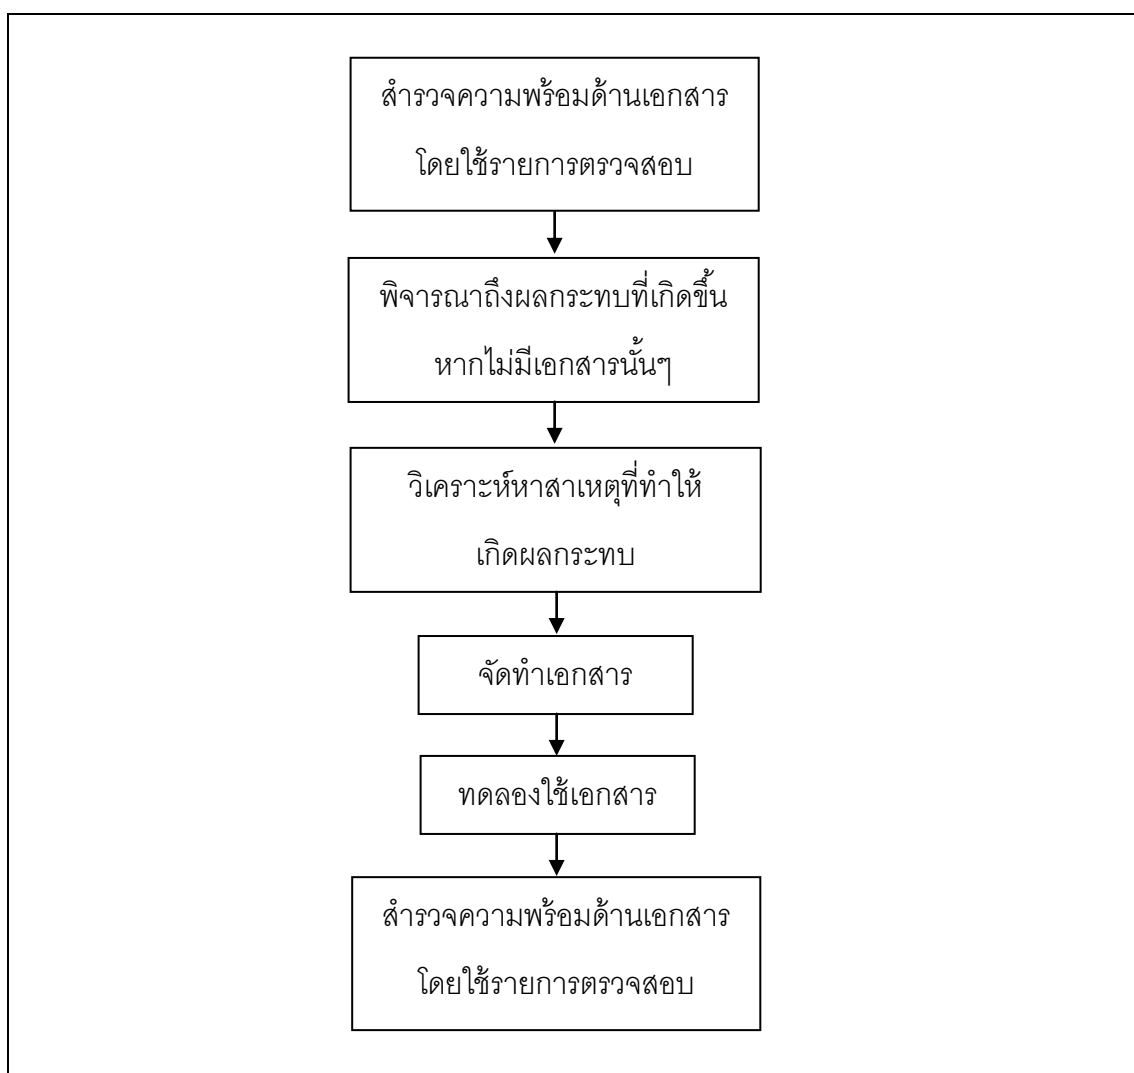 สำรวจความพร้อมด้านเอกสาร
โดยใช้รายการตรวจสอบ
พิจารณาถึงผลกระทบที่เกิดขึ้น
หากไม่มีเอกสารนั้นๆ
วิเคราะห์หาสาเหตุที่ทำให้
เกิดผลกระทบ
จัดทำเอกสาร
ทดลองใช้เอกสาร
สำรวจความพร้อมด้านเอกสาร
โดยใช้รายการตรวจสอบ